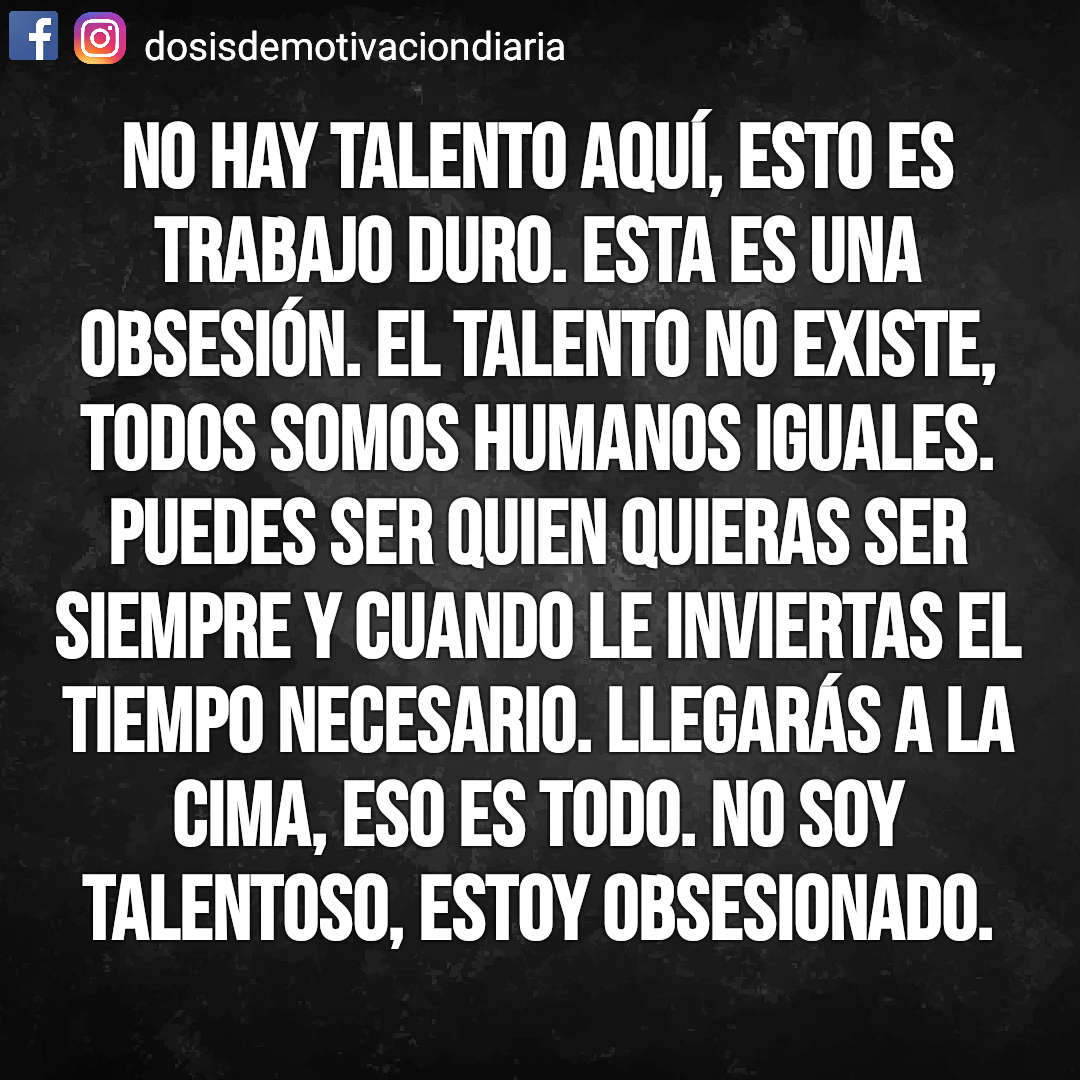 dosisdemotivaciondiaria
NO HAY TALENTO AQUÍ, ESTO ES
TRABAJO DURO. ESTA ES UNA
OBSESIÓN. EL TALENTO NO EXISTE,
TODOS SOMOS HUMANOS IGUALES.
PUEDES SER QUIEN QUIERAS SER
SIEMPRE Y CUANDO LE INVIERTAS EL
TIEMPO NECESARIO. LLEGARÁS A LA
CIMA, ESO ES TODO. NO SOY
TALENTOSO, ESTOY OBSESIONADO.